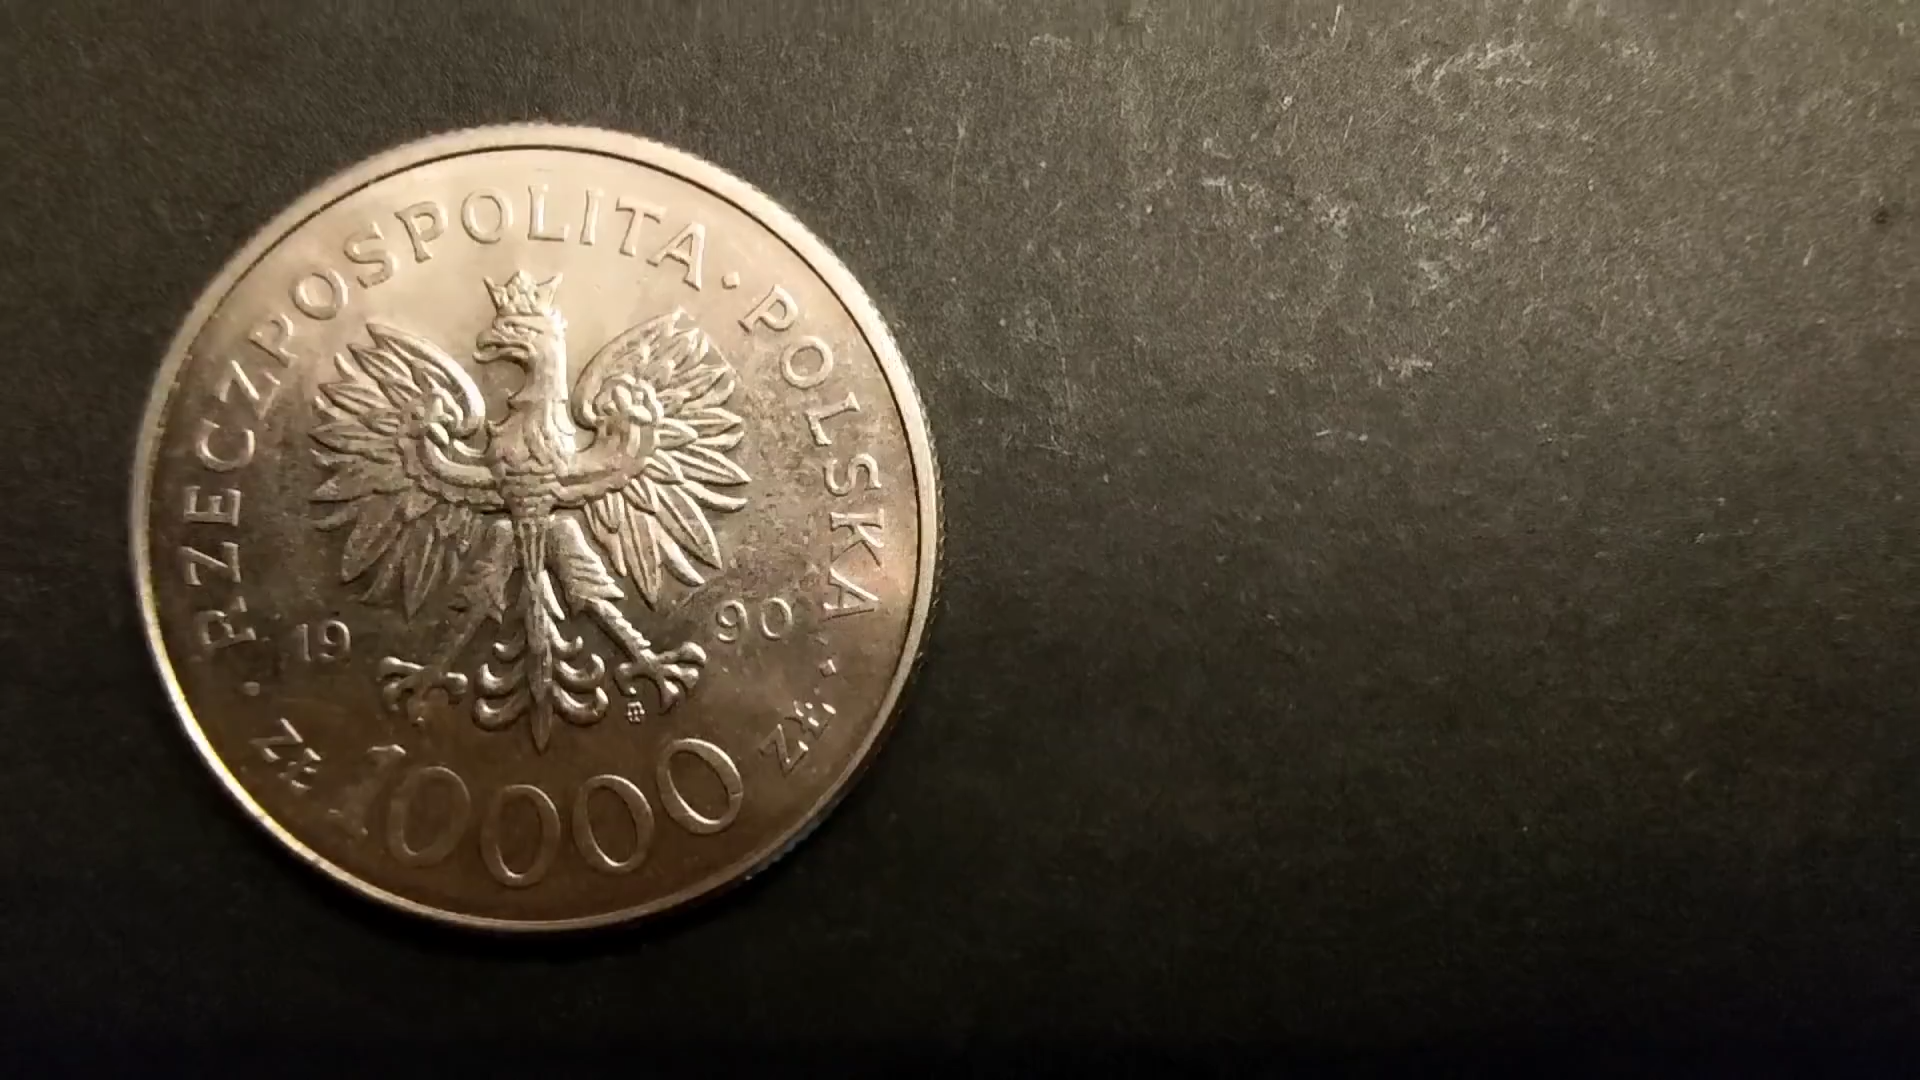 RZECZPOSPOLITA · POLSKA
19 90
ZŁ 10000 ZŁ